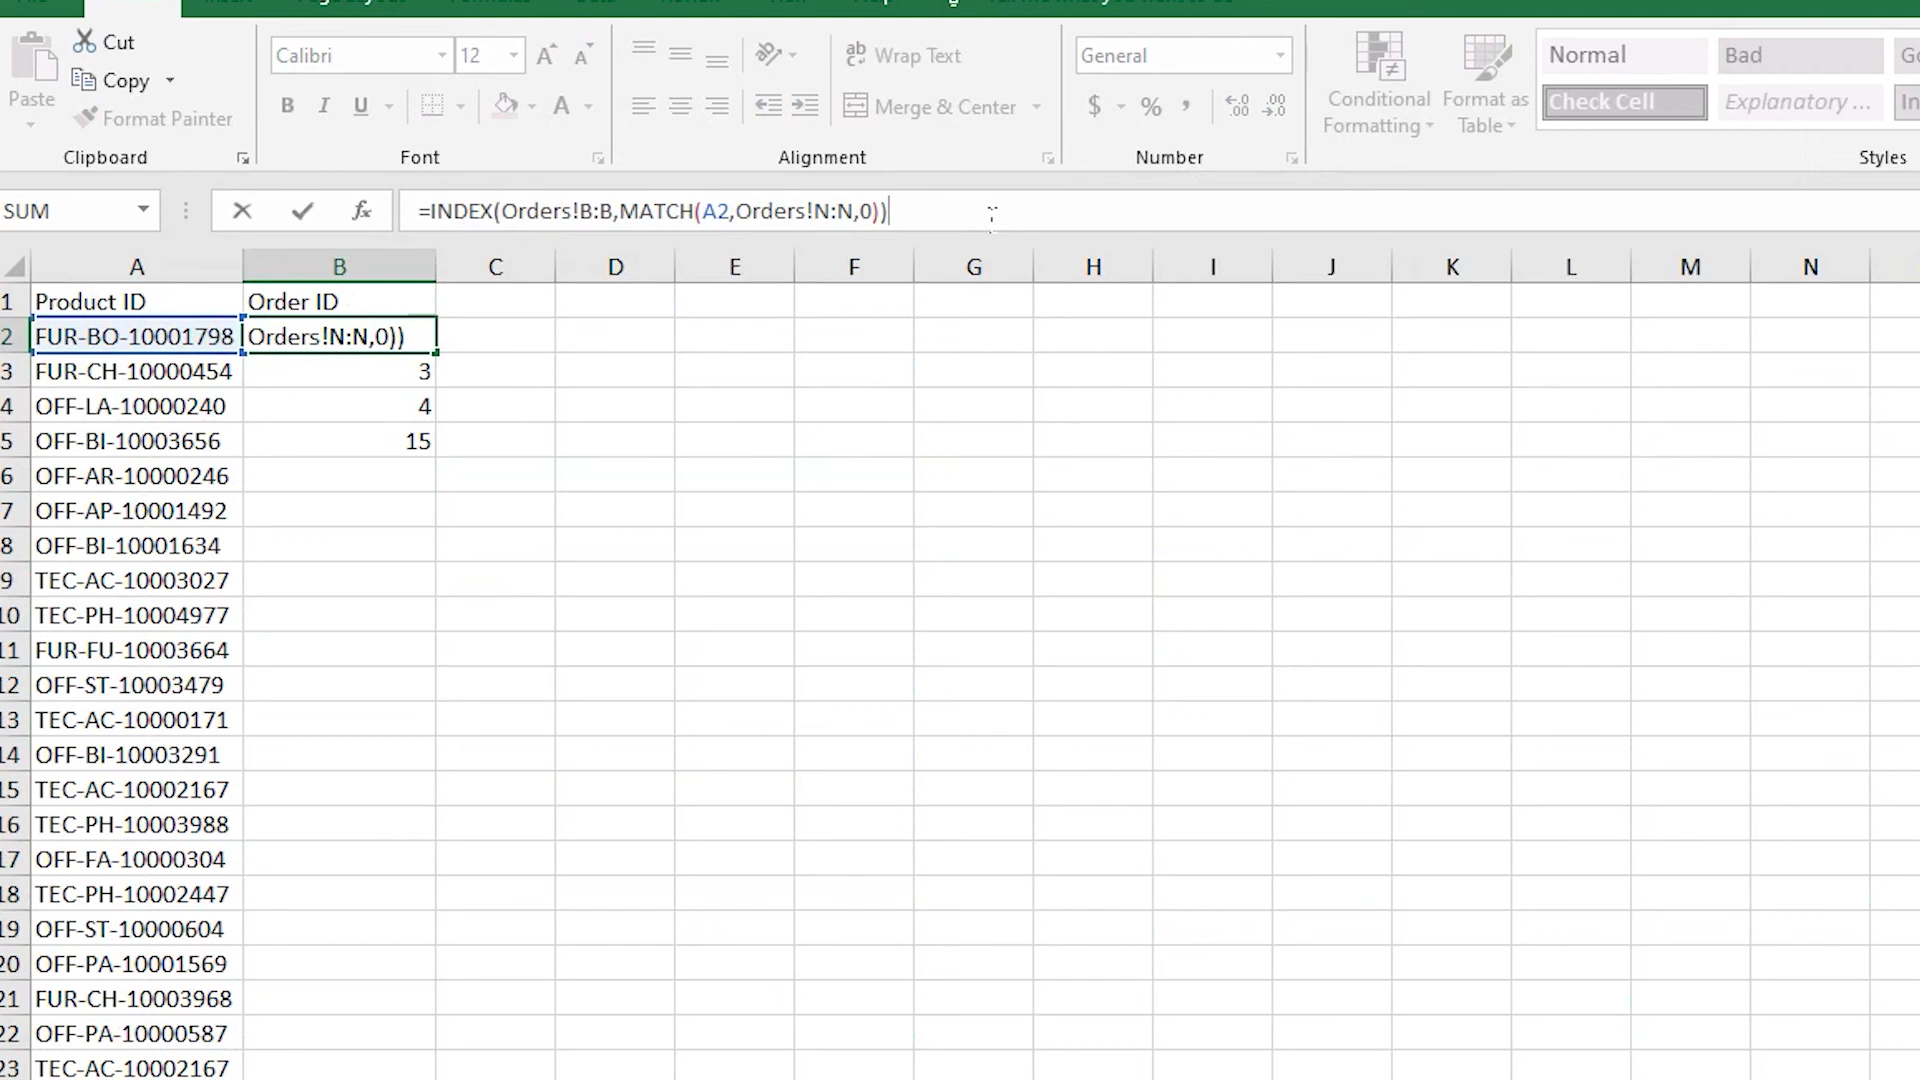 Cut
Copy
Format Painter
Paste
Clipboard
Calibri
12
B I U
Font
ab Wrap Text
Merge & Center
Alignment
General
$ % ,
Number
Conditional
Formatting
Format as
Table
Normal
Bad
Check Cell
Explanatory ...
Styles
SUM
fx
=INDEX(Orders!B:B,MATCH(A2,Orders!N:N,0))
A B C D E F G H I J K L M N
1 Product ID Order ID
2 FUR-BO-10001798 Orders!N:N,0))
3 FUR-CH-10000454 3
4 OFF-LA-10000240 4
5 OFF-BI-10003656 15
6 OFF-AR-10000246
7 OFF-AP-10001492
8 OFF-BI-10001634
9 TEC-AC-10003027
10 TEC-PH-10004977
11 FUR-FU-10003664
12 OFF-ST-10003479
13 TEC-AC-10000171
14 OFF-BI-10003291
15 TEC-AC-10002167
16 TEC-PH-10003988
17 OFF-FA-10000304
18 TEC-PH-10002447
19 OFF-ST-10000604
20 OFF-PA-10001569
21 FUR-CH-10003968
22 OFF-PA-10000587
23 TEC-AC-10002167